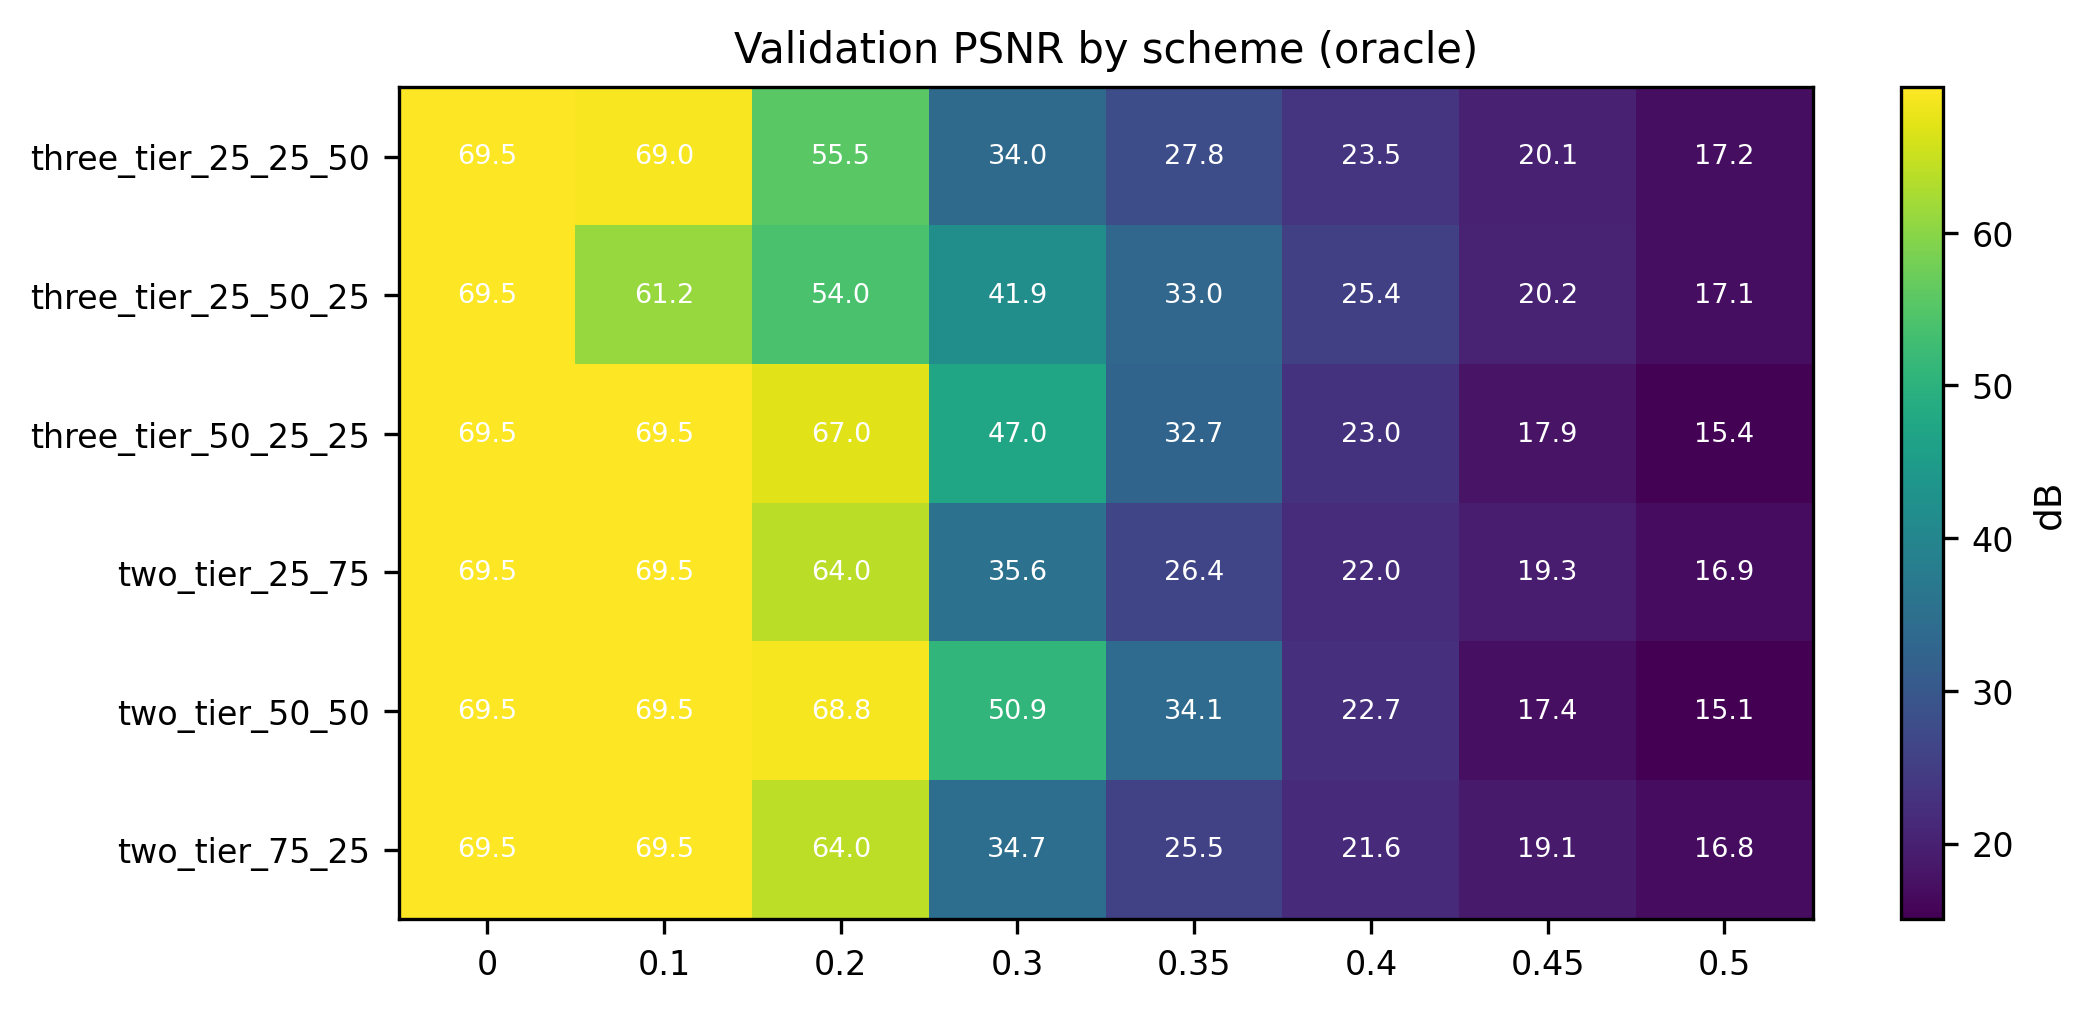 Validation PSNR by scheme (oracle)
three_tier_25_25_50 69.5 69.0 55.5 34.0 27.8 23.5 20.1 17.2
three_tier_25_50_25 69.5 61.2 54.0 41.9 33.0 25.4 20.2 17.1
three_tier_50_25_25 69.5 69.5 67.0 47.0 32.7 23.0 17.9 15.4
two_tier_25_75 69.5 69.5 64.0 35.6 26.4 22.0 19.3 16.9
two_tier_50_50 69.5 69.5 68.8 50.9 34.1 22.7 17.4 15.1
two_tier_75_25 69.5 69.5 64.0 34.7 25.5 21.6 19.1 16.8
0 0.1 0.2 0.3 0.35 0.4 0.45 0.5
60
50
40
30
20
dB